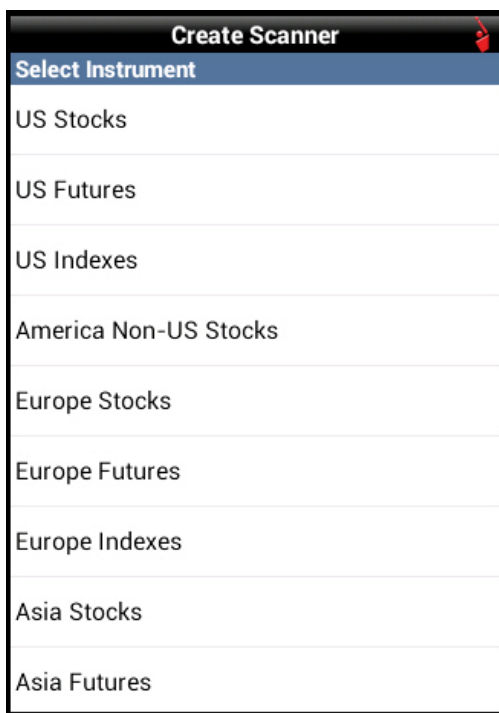 Create Scanner
Select Instrument
US Stocks
US Futures
US Indexes
America Non-US Stocks
Europe Stocks
Europe Futures
Europe Indexes
Asia Stocks
Asia Futures